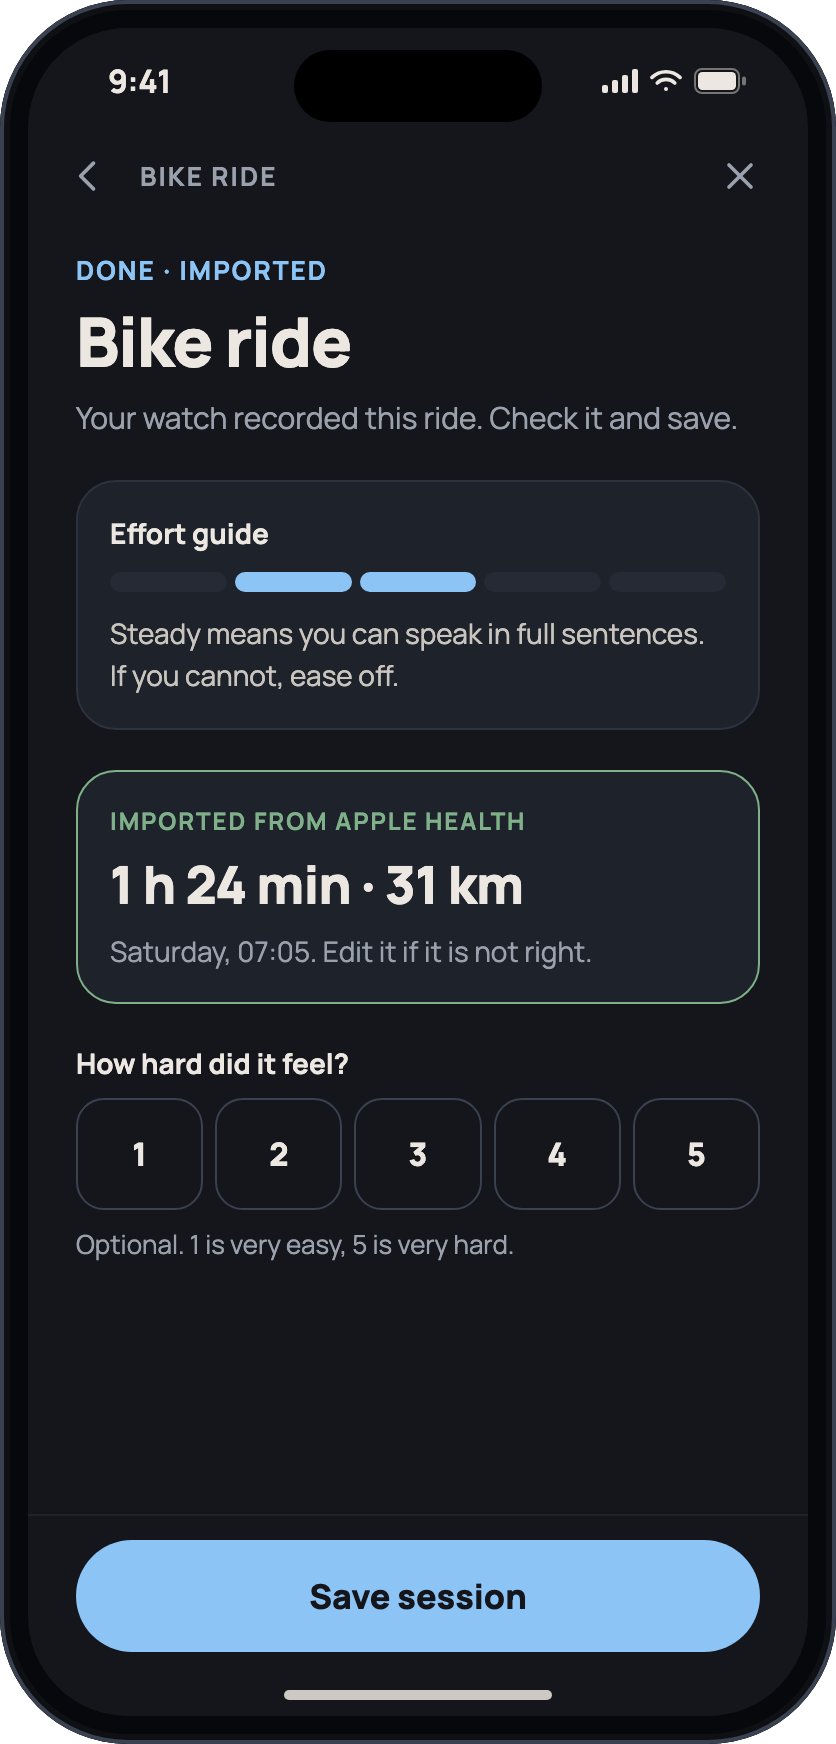 9:41
BIKE RIDE
DONE · IMPORTED
Bike ride
Your watch recorded this ride. Check it and save.
Effort guide
Steady means you can speak in full sentences.
If you cannot, ease off.
IMPORTED FROM APPLE HEALTH
1 h 24 min · 31 km
Saturday, 07:05. Edit it if it is not right.
How hard did it feel?
1 2 3 4 5
Optional. 1 is very easy, 5 is very hard.
Save session